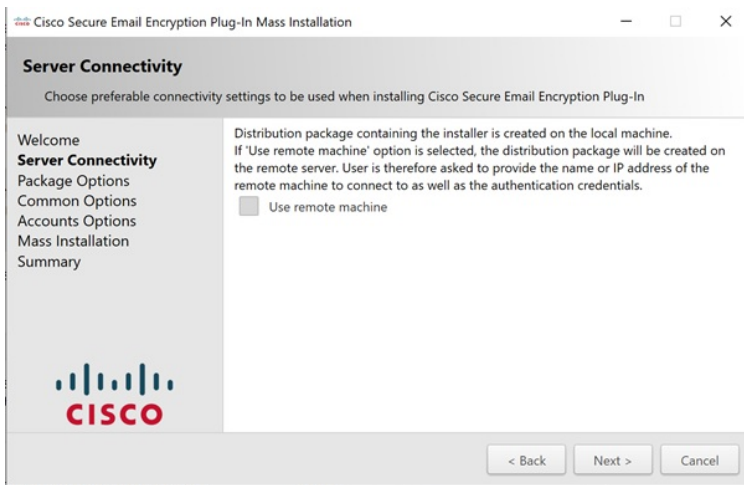 Cisco Secure Email Encryption Plug-In Mass Installation
Server Connectivity
Choose preferable connectivity settings to be used when installing Cisco Secure Email Encryption Plug-In
Welcome
Server Connectivity
Package Options
Common Options
Accounts Options
Mass Installation
Summary
Distribution package containing the installer is created on the local machine.
If 'Use remote machine' option is selected, the distribution package will be created on
the remote server. User is therefore asked to provide the name or IP address of the
remote machine to connect to as well as the authentication credentials.
Use remote machine
CISCO
< Back
Next >
Cancel